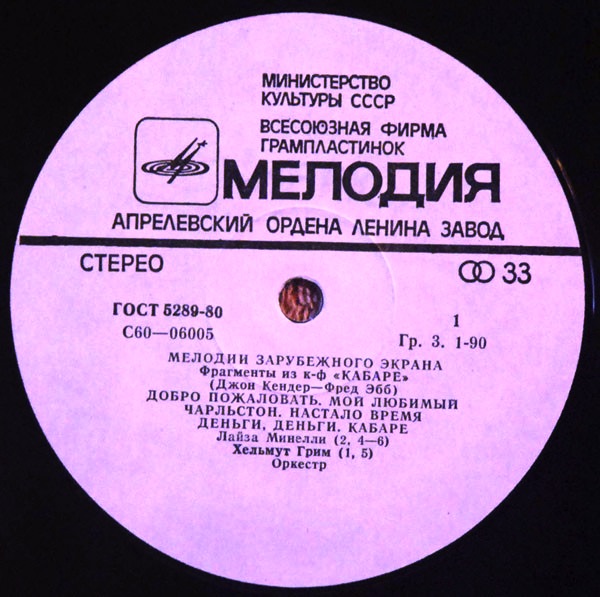 МИНИСТЕРСТВО
КУЛЬТУРЫ СССР
ВСЕСОЮЗНАЯ ФИРМА
ГРАМПЛАСТИНОК
МЕЛОДИЯ
АПРЕЛЕВСКИЙ ОРДЕНА ЛЕНИНА ЗАВОД
СТЕРЕО
33
ГОСТ 5289-80
1
С60—06005
Гр. 3. 1-90
МЕЛОДИИ ЗАРУБЕЖНОГО ЭКРАНА
Фрагменты из к-ф «КАБАРЕ»
(Джон Кендер—Фред Эбб)
ДОБРО ПОЖАЛОВАТЬ. МОЙ ЛЮБИМЫЙ
ЧАРЛЬСТОН. НАСТАЛО ВРЕМЯ
ДЕНЬГИ, ДЕНЬГИ. КАБАРЕ
Лайза Минелли (2, 4—6)
Хельмут Грим (1, 5)
Оркестр